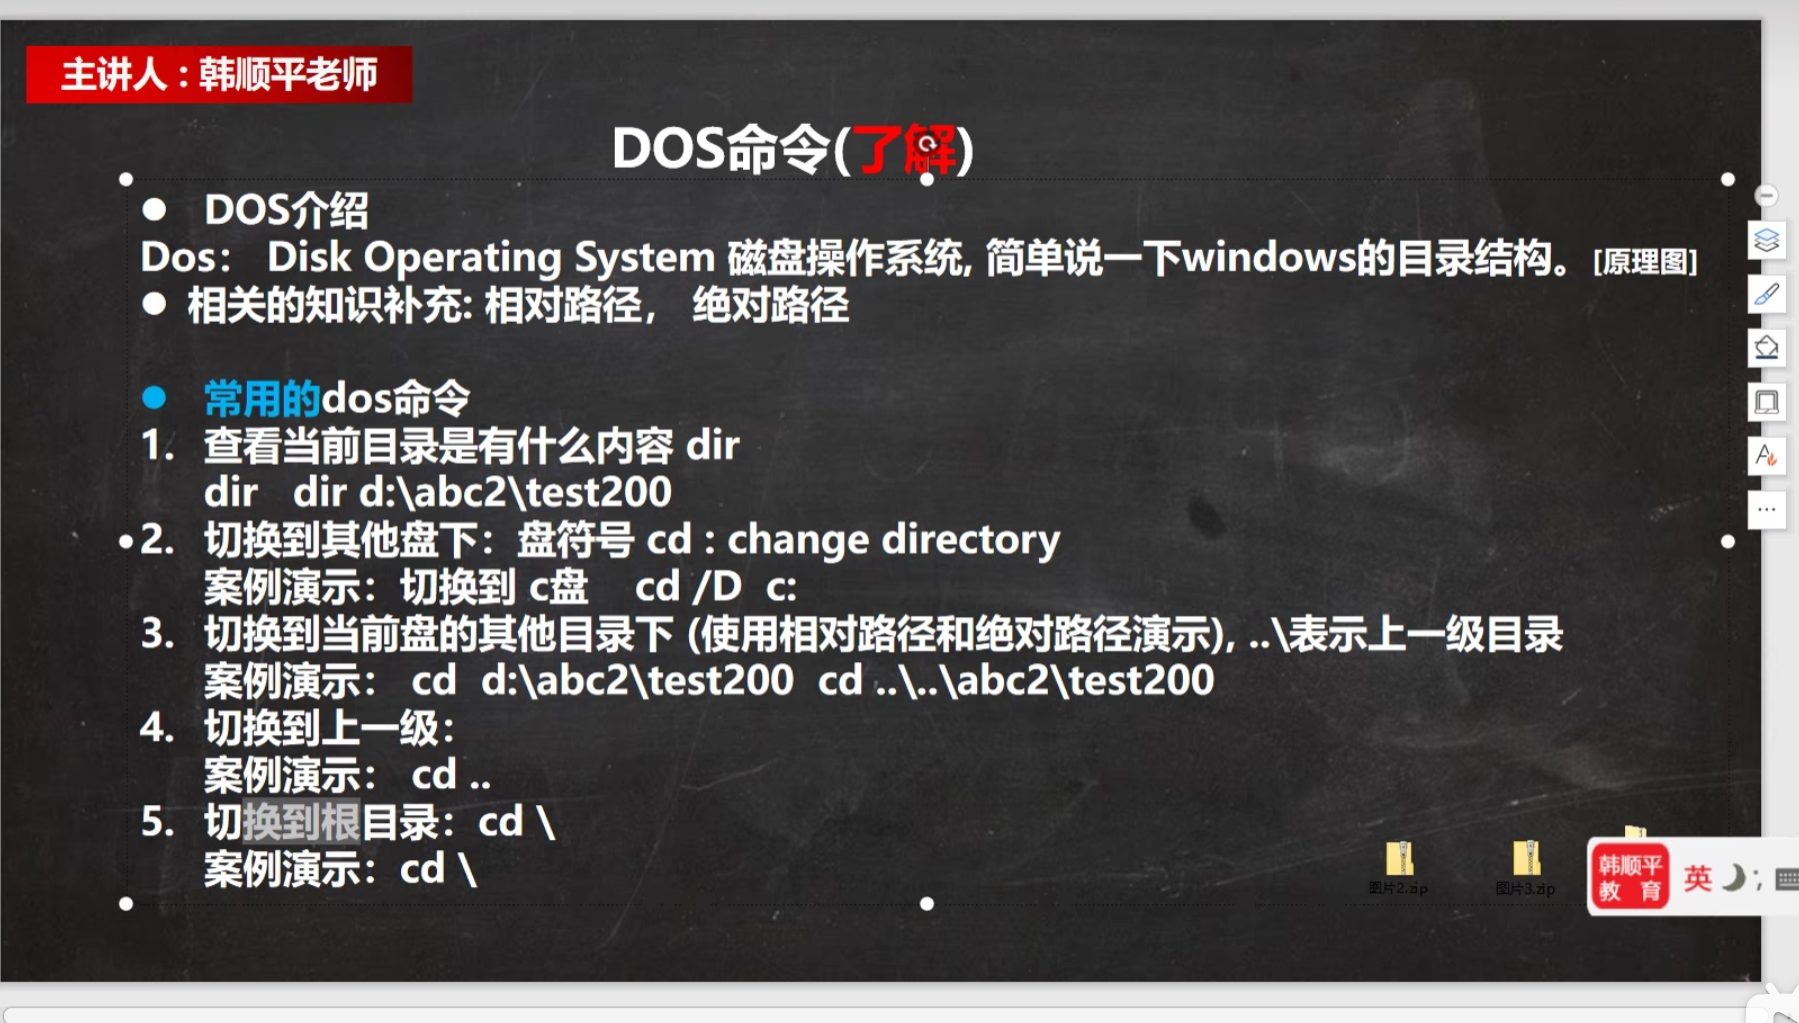 主讲人：韩顺平老师
DOS命令(了解)
● DOS介绍
Dos： Disk Operating System 磁盘操作系统, 简单说一下windows的目录结构。[原理图]
● 相关的知识补充: 相对路径， 绝对路径
● 常用的dos命令
1. 查看当前目录是有什么内容 dir
dir dir d:\abc2\test200
2. 切换到其他盘下：盘符号 cd : change directory
案例演示：切换到 c盘 cd /D c:
3. 切换到当前盘的其他目录下 (使用相对路径和绝对路径演示), ..\表示上一级目录
案例演示： cd d:\abc2\test200 cd ..\..\abc2\test200
4. 切换到上一级：
案例演示： cd ..
5. 切换到根目录：cd \
案例演示：cd \
图片2.zip 图片3.zip
韩顺平
教 育
英